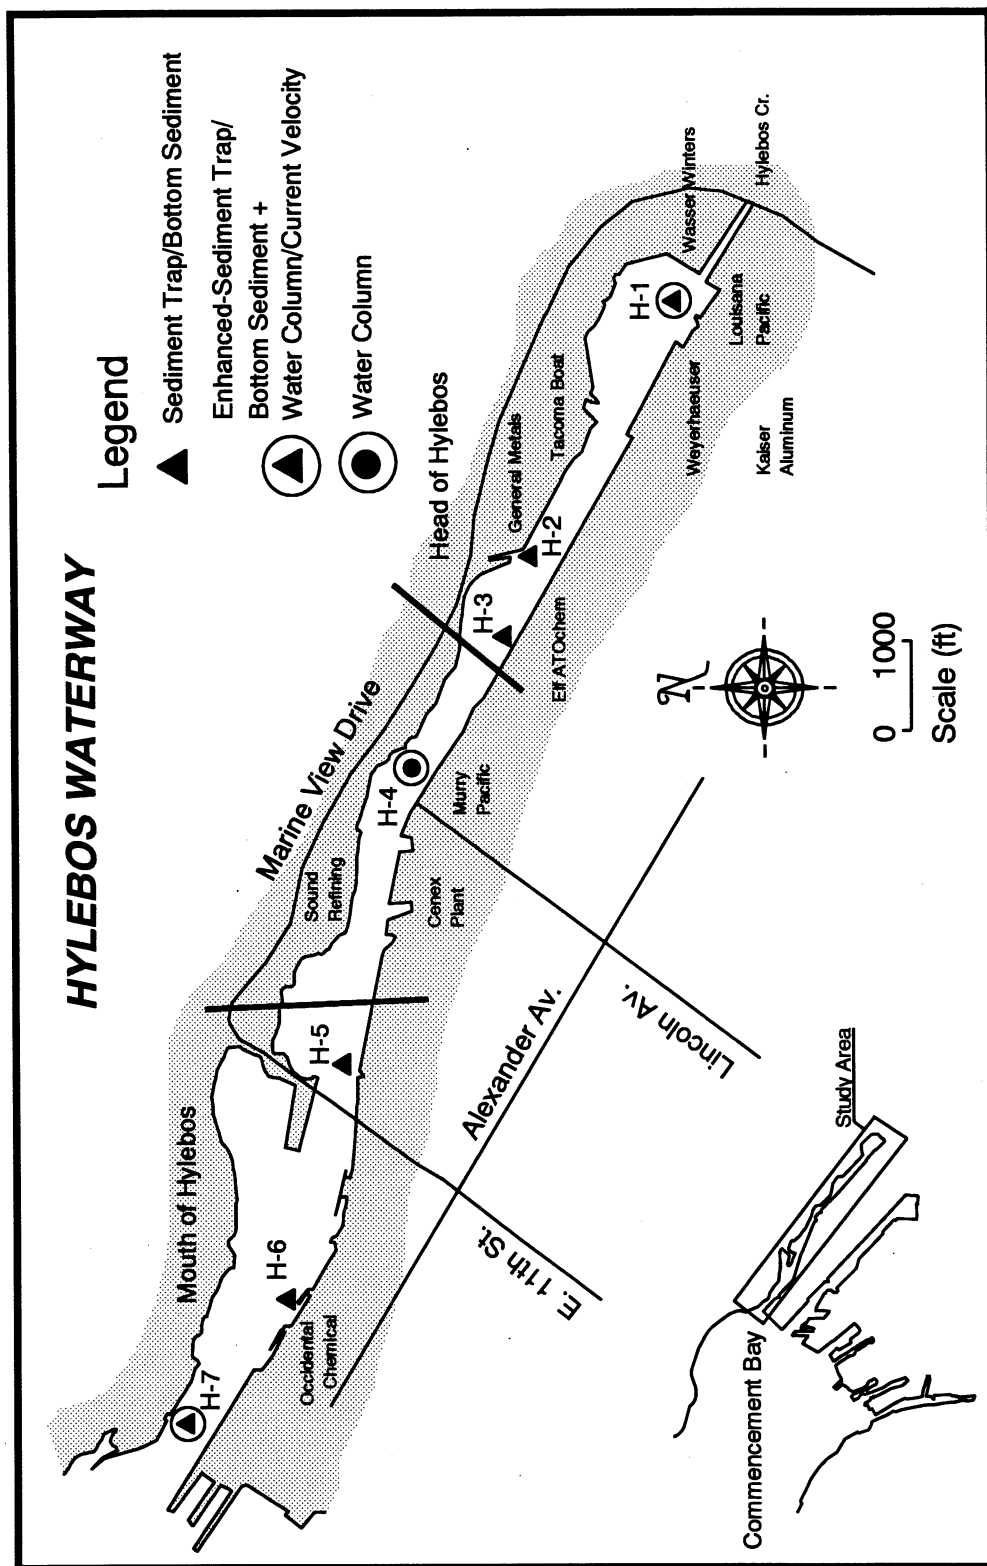 HYLEBOS WATERWAY
Legend
Sediment Trap/Bottom Sediment
Enhanced-Sediment Trap/
Bottom Sediment +
Water Column/Current Velocity
Water Column
Mouth of Hylebos
Marine View Drive
Head of Hylebos
H-7
H-6
H-5
H-4
H-3
H-2
H-1
Occidental
Chemical
Sound
Refining
Cenex
Plant
Murry
Pacific
Elf ATOchem
General Metals
Tacoma Boat
Weyerhaeuser
Kaiser
Aluminum
Louisana
Pacific
Wasser Winters
Hylebos Cr.
E. 11th St.
Alexander Av.
Lincoln Av.
N
0 1000
Scale (ft)
Study Area
Commencement Bay